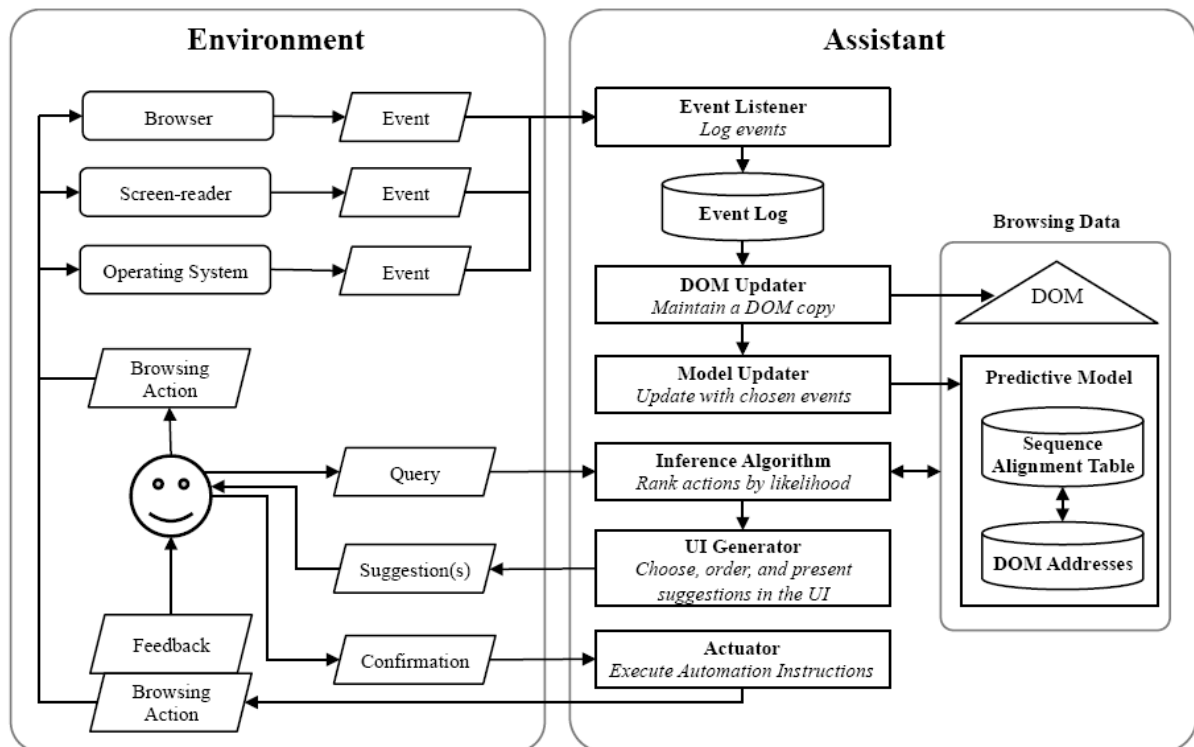 Environment
Assistant
Browser
Event
Event Listener
Log events
Screen-reader
Event
Event Log
Operating System
Event
Browsing Data
DOM Updater
Maintain a DOM copy
DOM
Browsing
Action
Model Updater
Update with chosen events
Predictive Model
Sequence
Alignment Table
Query
Inference Algorithm
Rank actions by likelihood
DOM Addresses
Suggestion(s)
UI Generator
Choose, order, and present
suggestions in the UI
Feedback
Confirmation
Actuator
Execute Automation Instructions
Browsing
Action